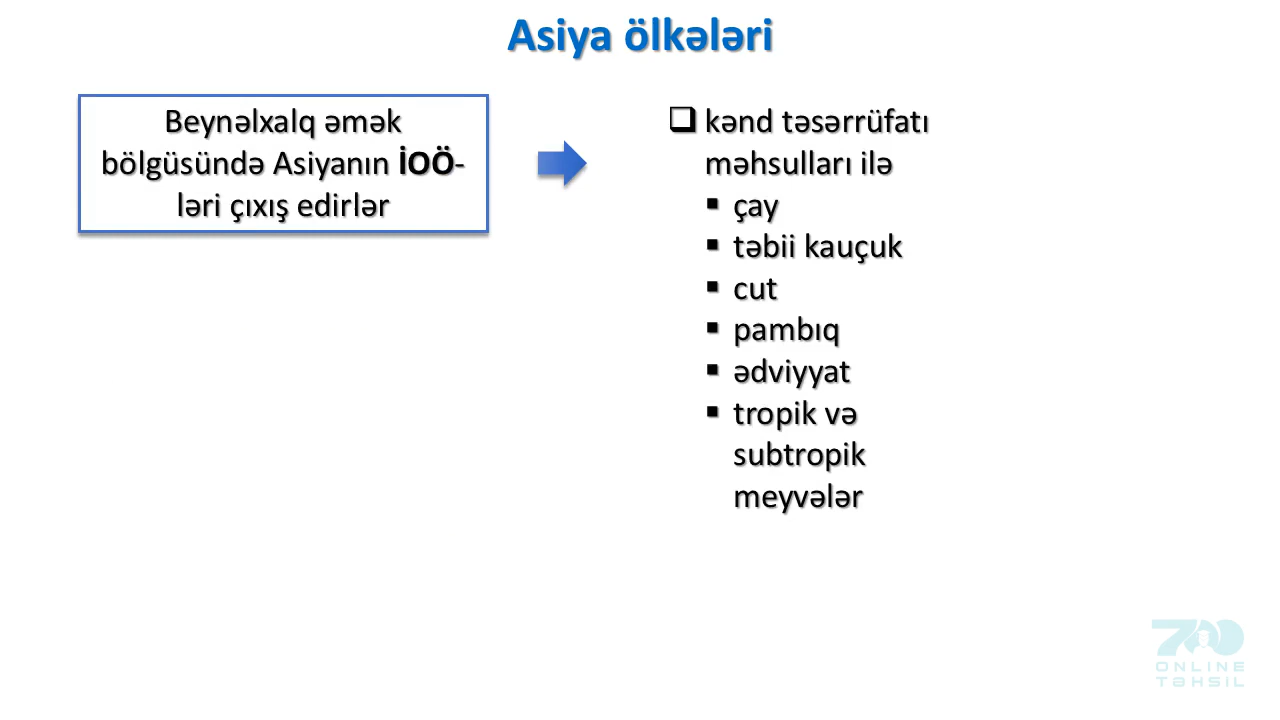 Asiya ölkələri
Beynəlxalq əmək
bölgüsündə Asiyanın İOÖ-
ləri çıxış edirlər
kənd təsərrüfatı
məhsulları ilə
çay
təbii kauçuk
cut
pambıq
ədviyyat
tropik və
subtropik
meyvələr
700
ONLINE
TƏHSIL